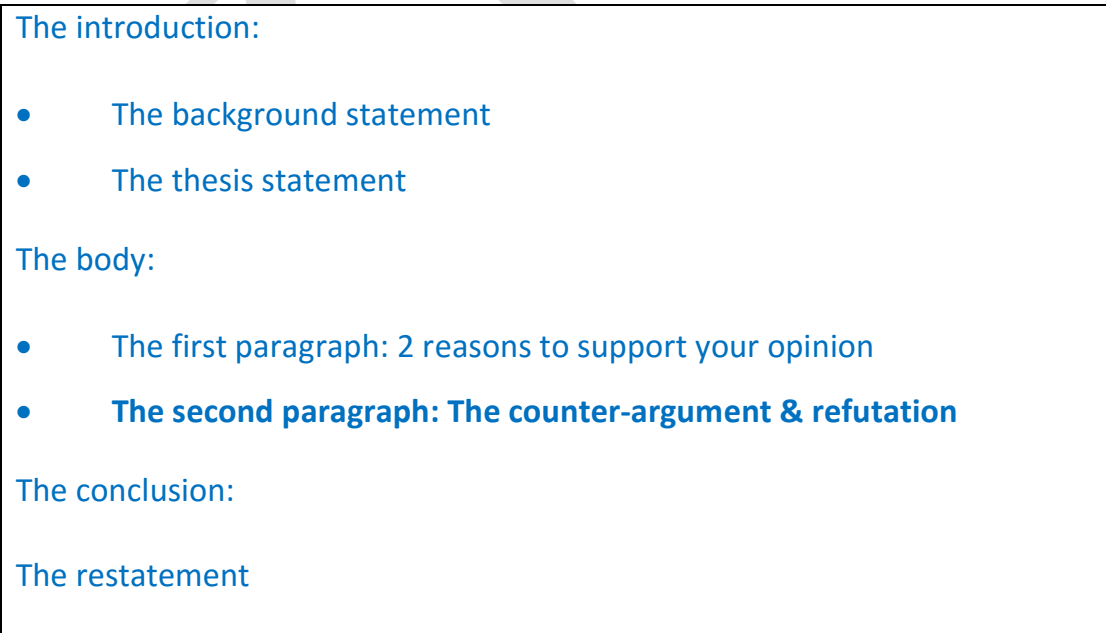 The introduction:
• The background statement
• The thesis statement
The body:
• The first paragraph: 2 reasons to support your opinion
• The second paragraph: The counter-argument & refutation
The conclusion:
The restatement